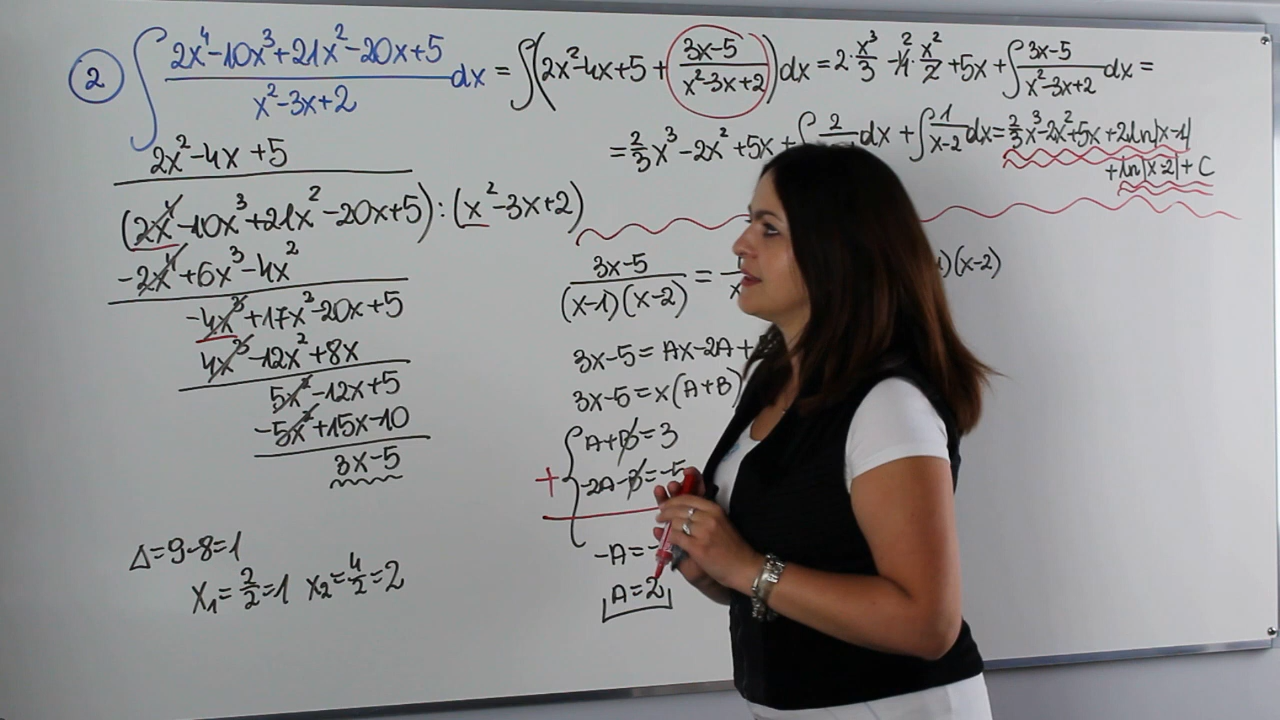 ② ∫ (2x⁴-10x³+21x²-20x+5)/(x²-3x+2) dx = ∫(2x²-4x+5 + (3x-5)/(x²-3x+2))dx = 2·x³/3 - 4²·x²/2 + 5x + ∫ (3x-5)/(x²-3x+2) dx =
= 2/3 x³ - 2x² + 5x + ∫ 2/ dx + ∫ 1/(x-2) dx = 2/3 x³ - 2x² + 5x + 2ln|x-1|
+ ln|x-2| + C
2x²-4x+5
(2x⁴-10x³+21x²-20x+5) : (x²-3x+2)
-2x⁴+6x³-4x²
-4x³+17x²-20x+5
4x³-12x²+8x
5x²-12x+5
-5x²+15x-10
3x-5
Δ=9-8=1
x₁=2/2=1 x₂=4/2=2
(3x-5)/((x-1)(x-2)) =
)(x-2)
3x-5=Ax-2A+
3x-5=x(A+B)
A+B=3
+ -2A-B=-5
-A=-
A=2